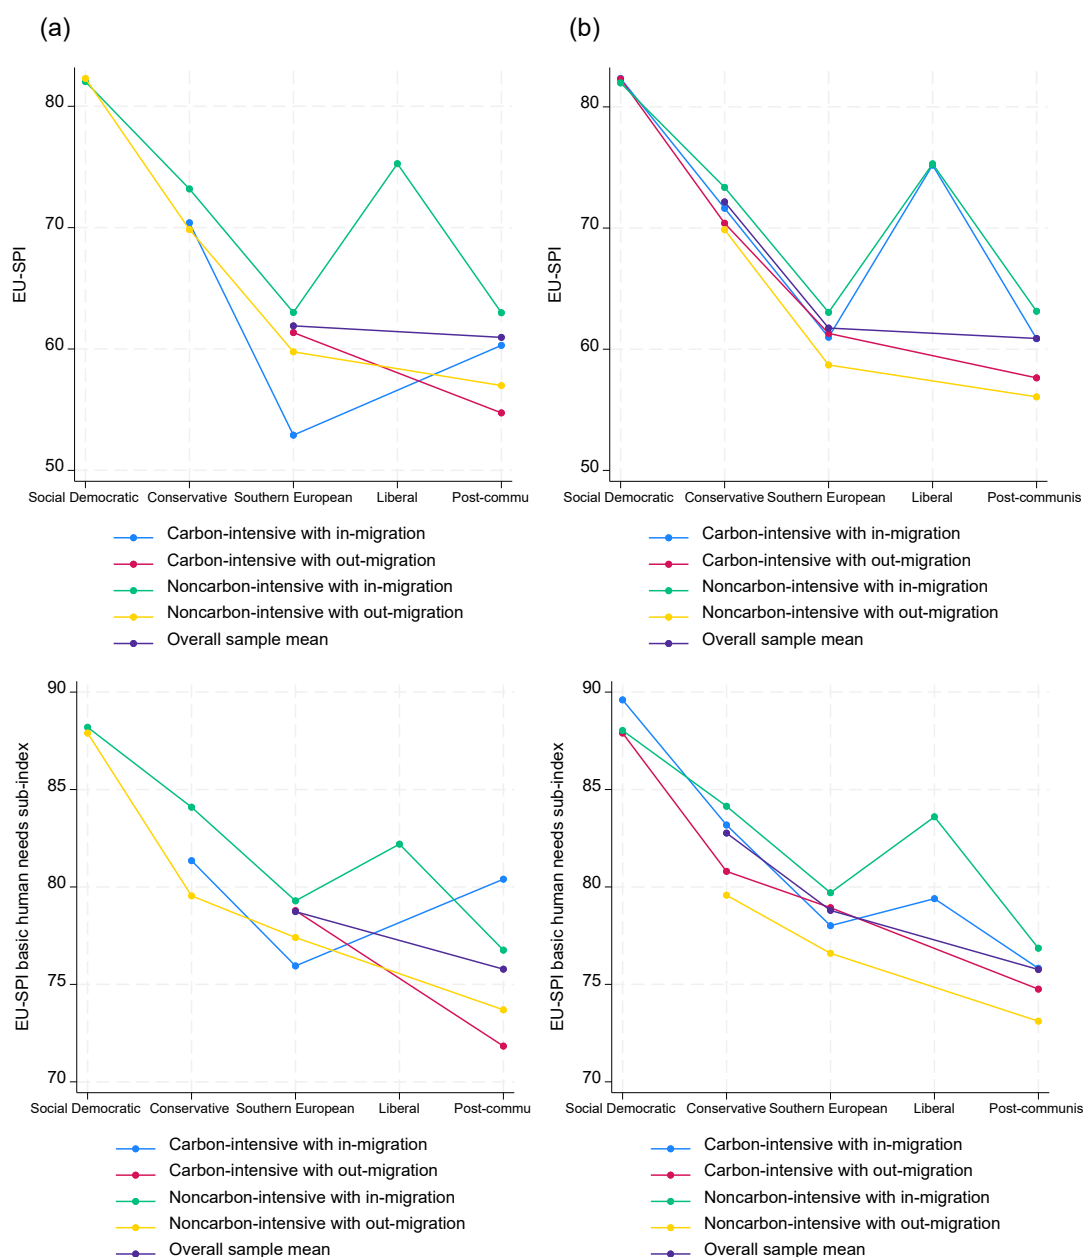 (a)
(b)
EU-SPI
80
70
60
50
Social Democratic Conservative Southern European Liberal Post-commu
Carbon-intensive with in-migration
Carbon-intensive with out-migration
Noncarbon-intensive with in-migration
Noncarbon-intensive with out-migration
Overall sample mean
EU-SPI
80
70
60
50
Social Democratic Conservative Southern European Liberal Post-communis
Carbon-intensive with in-migration
Carbon-intensive with out-migration
Noncarbon-intensive with in-migration
Noncarbon-intensive with out-migration
Overall sample mean
EU-SPI basic human needs sub-index
90
85
80
75
70
Social Democratic Conservative Southern European Liberal Post-commu
Carbon-intensive with in-migration
Carbon-intensive with out-migration
Noncarbon-intensive with in-migration
Noncarbon-intensive with out-migration
Overall sample mean
EU-SPI basic human needs sub-index
90
85
80
75
70
Social Democratic Conservative Southern European Liberal Post-communis
Carbon-intensive with in-migration
Carbon-intensive with out-migration
Noncarbon-intensive with in-migration
Noncarbon-intensive with out-migration
Overall sample mean